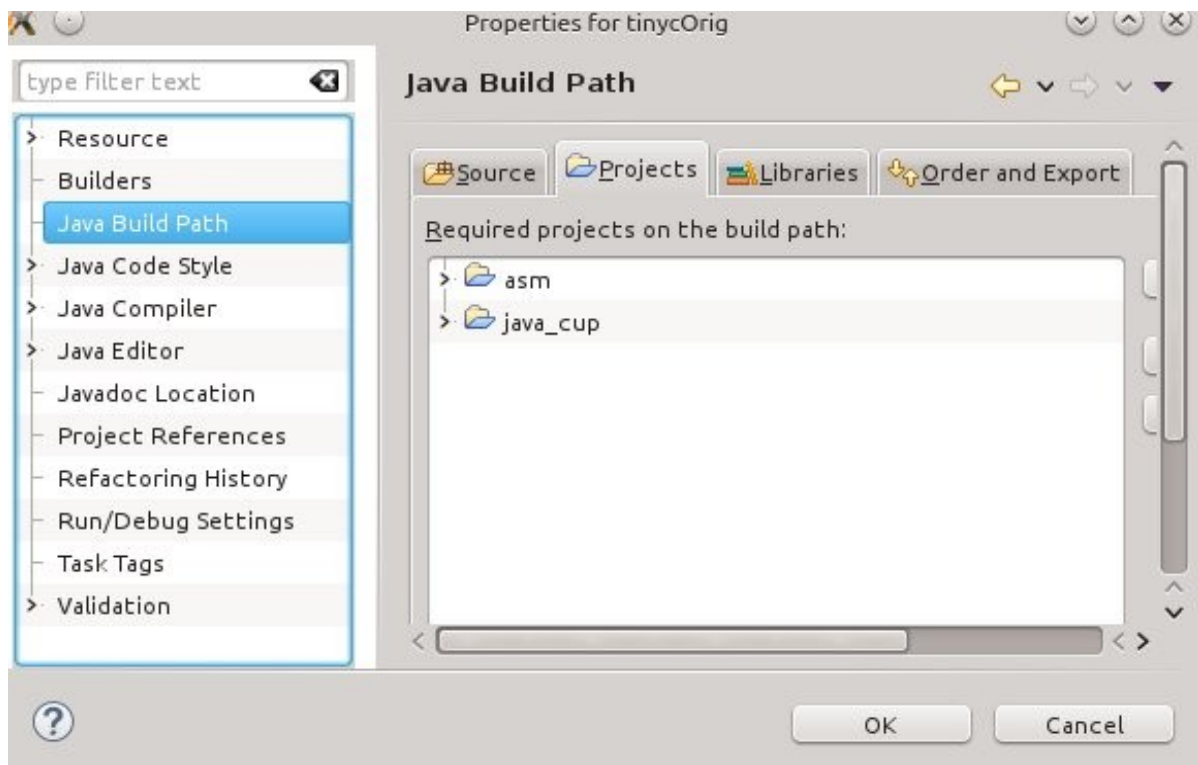 Properties for tinycOrig
type filter text
Resource
Builders
Java Build Path
Java Code Style
Java Compiler
Java Editor
Javadoc Location
Project References
Refactoring History
Run/Debug Settings
Task Tags
Validation
Java Build Path
Source
Projects
Libraries
Order and Export
Required projects on the build path:
asm
java_cup
?
OK
Cancel